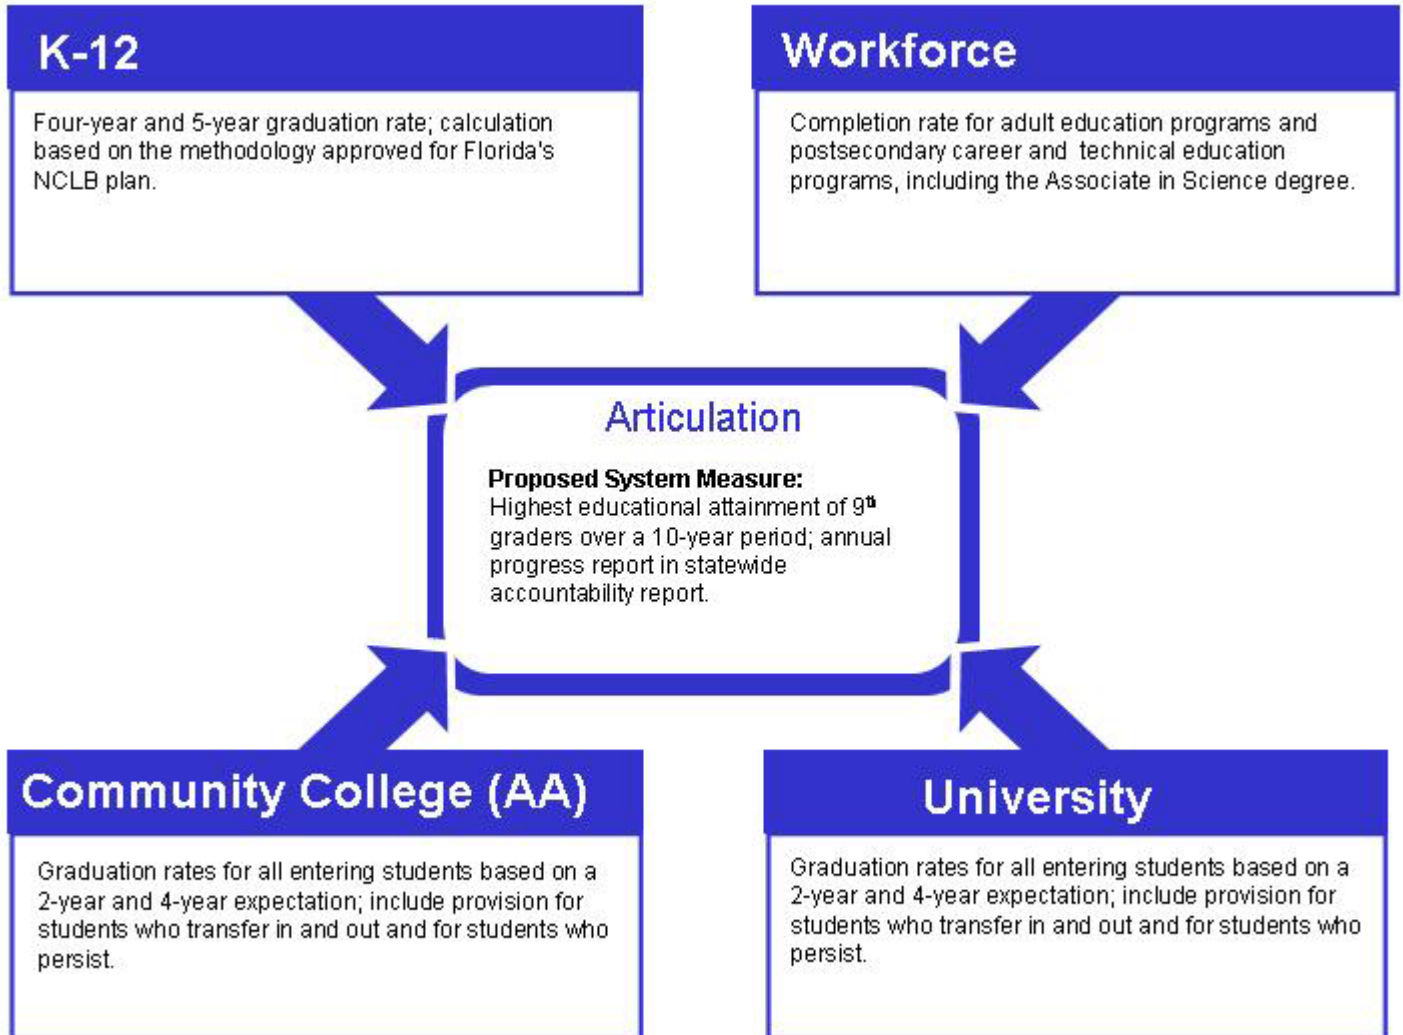 K-12
Four-year and 5-year graduation rate; calculation
based on the methodology approved for Florida's
NCLB plan.
Workforce
Completion rate for adult education programs and
postsecondary career and technical education
programs, including the Associate in Science degree.
Articulation
Proposed System Measure:
Highest educational attainment of 9th
graders over a 10-year period; annual
progress report in statewide
accountability report.
Community College (AA)
Graduation rates for all entering students based on a
2-year and 4-year expectation; include provision for
students who transfer in and out and for students who
persist.
University
Graduation rates for all entering students based on a
2-year and 4-year expectation; include provision for
students who transfer in and out and for students who
persist.